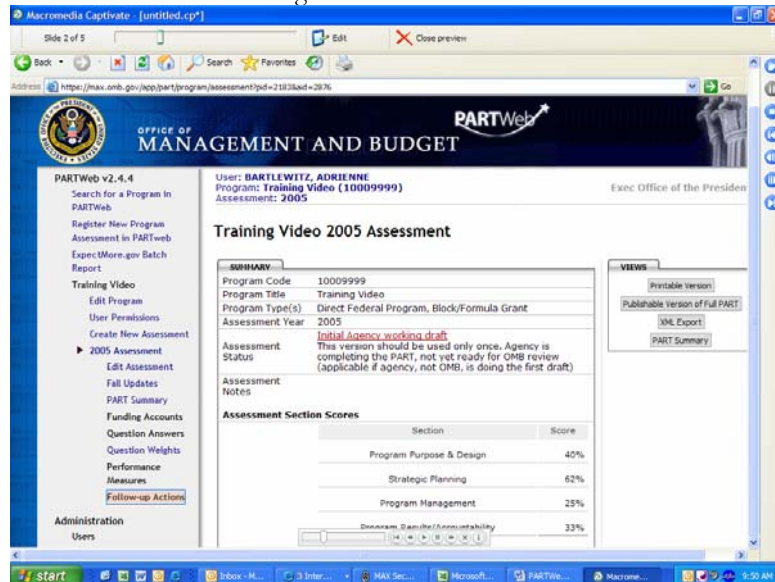 Macromedia Captivate - [untitled.cp*]
Slide 2 of 5
Edit
Close preview
Back
Search
Favorites
Address
https://max.omb.gov/app/part/program/assessment?pid=2183&aid=2876
Go
OFFICE OF
MANAGEMENT AND BUDGET
PARTWeb
PARTWeb v2.4.4
Search for a Program in
PARTWeb
Register New Program
Assessment in PARTweb
ExpectMore.gov Batch
Report
Training Video
Edit Program
User Permissions
Create New Assessment
2005 Assessment
Edit Assessment
Fall Updates
PART Summary
Funding Accounts
Question Answers
Question Weights
Performance
Measures
Follow-up Actions
Administration
Users
User: BARTLEWITZ, ADRIENNE
Program: Training Video (10009999)
Assessment: 2005
Exec Office of the Presiden
Training Video 2005 Assessment
SUMMARY
Program Code 10009999
Program Title Training Video
Program Type(s) Direct Federal Program, Block/Formula Grant
Assessment Year 2005
Assessment Status
Initial Agency working draft
This version should be used only once. Agency is
completing the PART, not yet ready for OMB review
(applicable if agency, not OMB, is doing the first draft)
Assessment
Notes
Assessment Section Scores
Section Score
Program Purpose & Design 40%
Strategic Planning 62%
Program Management 25%
Program Results/Accountability 33%
VIEWS
Printable Version
Publishable Version of Full PART
XML Export
PART Summary
start
Inbox - M...
3 Inter...
MAX Sec...
Microsoft...
PARTWe...
Macrome...
9:50 AM